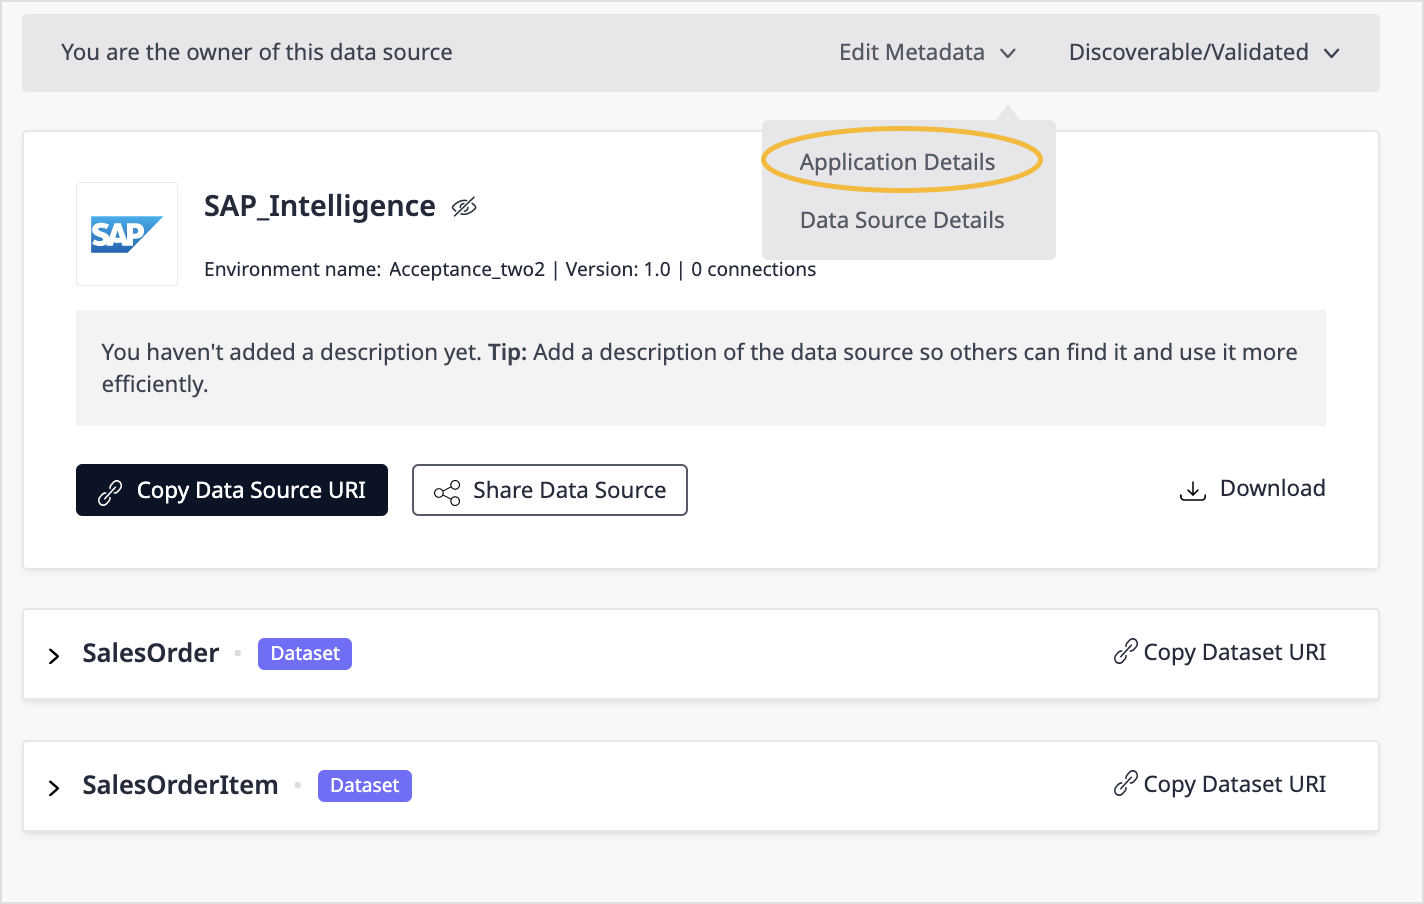 You are the owner of this data source
Edit Metadata
Discoverable/Validated
Application Details
Data Source Details
SAP
SAP_Intelligence
Environment name: Acceptance_two2 | Version: 1.0 | 0 connections
You haven't added a description yet. Tip: Add a description of the data source so others can find it and use it more
efficiently.
Copy Data Source URI
Share Data Source
Download
SalesOrder
Dataset
Copy Dataset URI
SalesOrderItem
Dataset
Copy Dataset URI